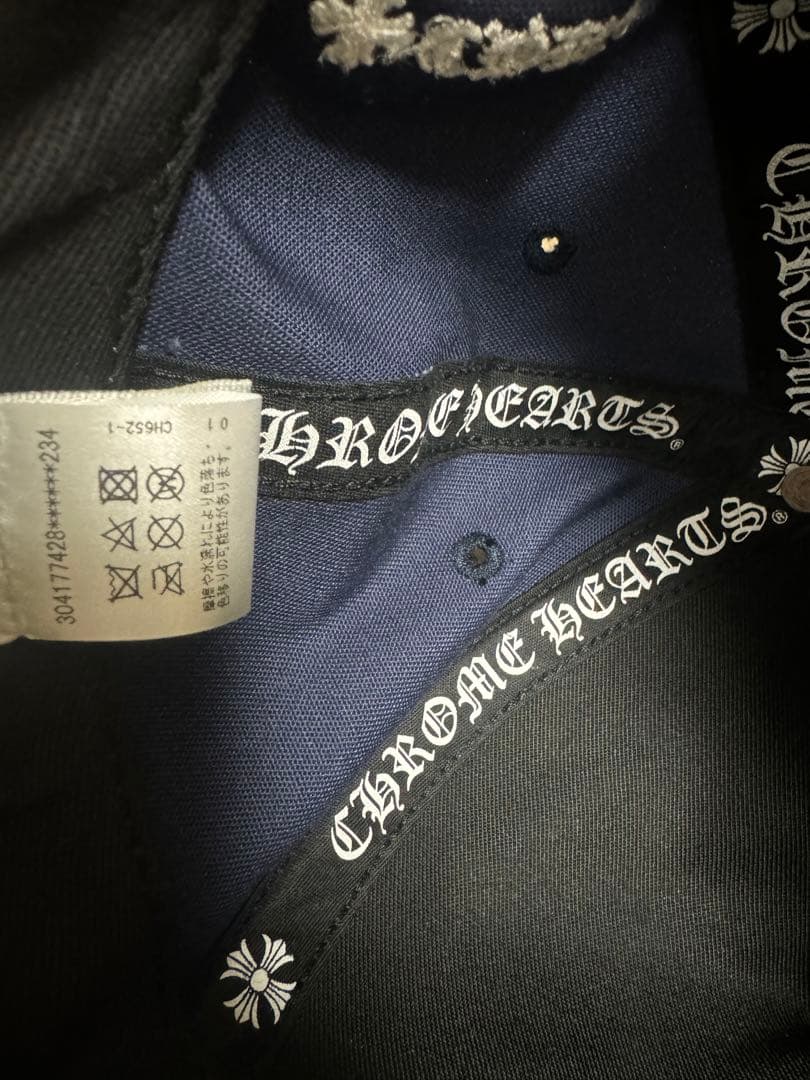 CHROME HEARTS®
CHROME HEARTS®
CHROM
304177428******234
CH652-1
摩擦や水濡れにより色落ち・
色移りの可能性があります。